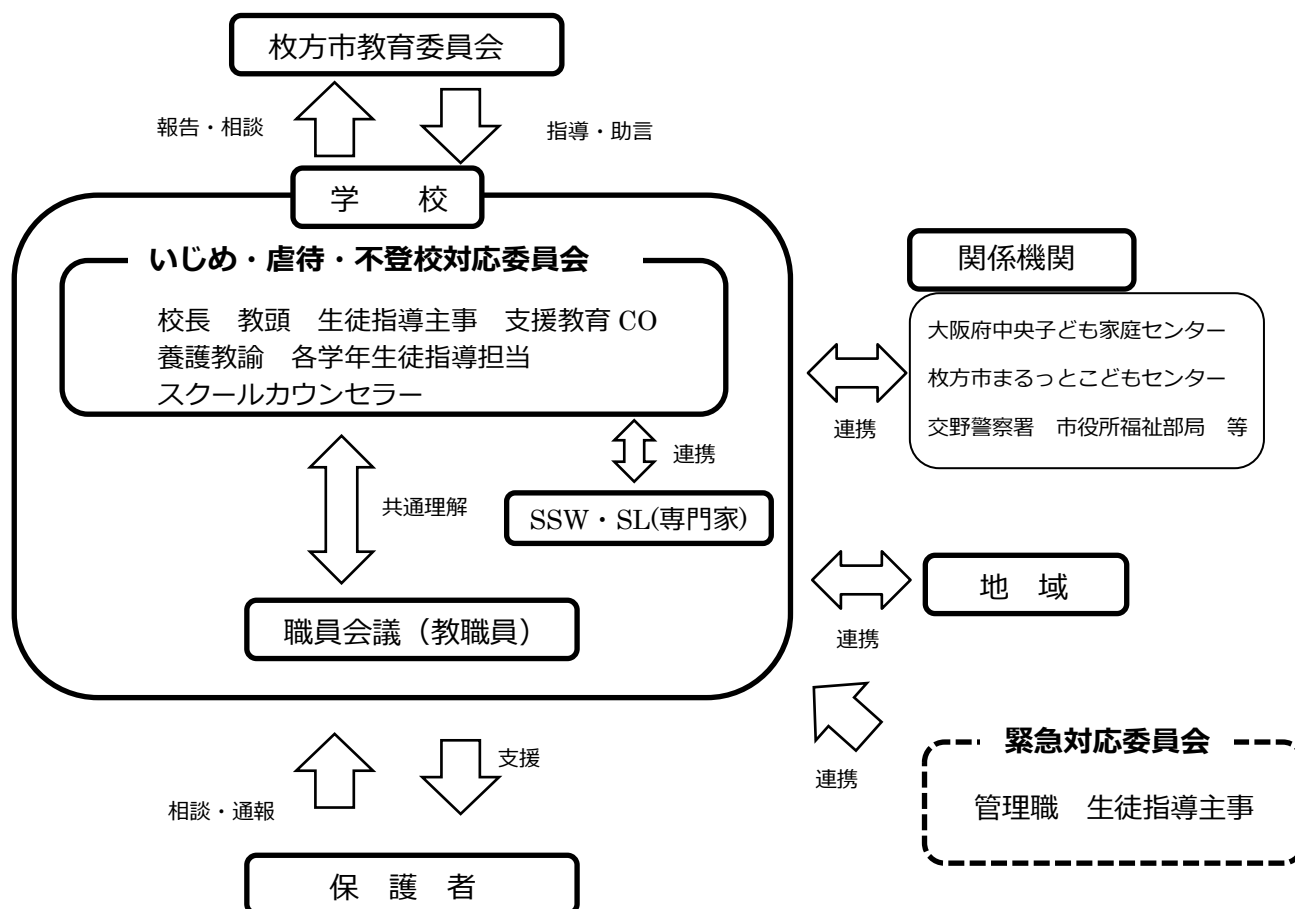 枚方市教育委員会
報告・相談
指導・助言
学　　校
いじめ・虐待・不登校対応委員会
校長　教頭　生徒指導主事　支援教育 CO
養護教諭　各学年生徒指導担当
スクールカウンセラー
関係機関
大阪府中央子ども家庭センター
枚方市まるっとこどもセンター
交野警察署　市役所福祉部局　等
連携
連携
共通理解
SSW・SL(専門家)
地　域
連携
職員会議（教職員）
緊急対応委員会
管理職　生徒指導主事
連携
支援
相談・通報
保　護　者